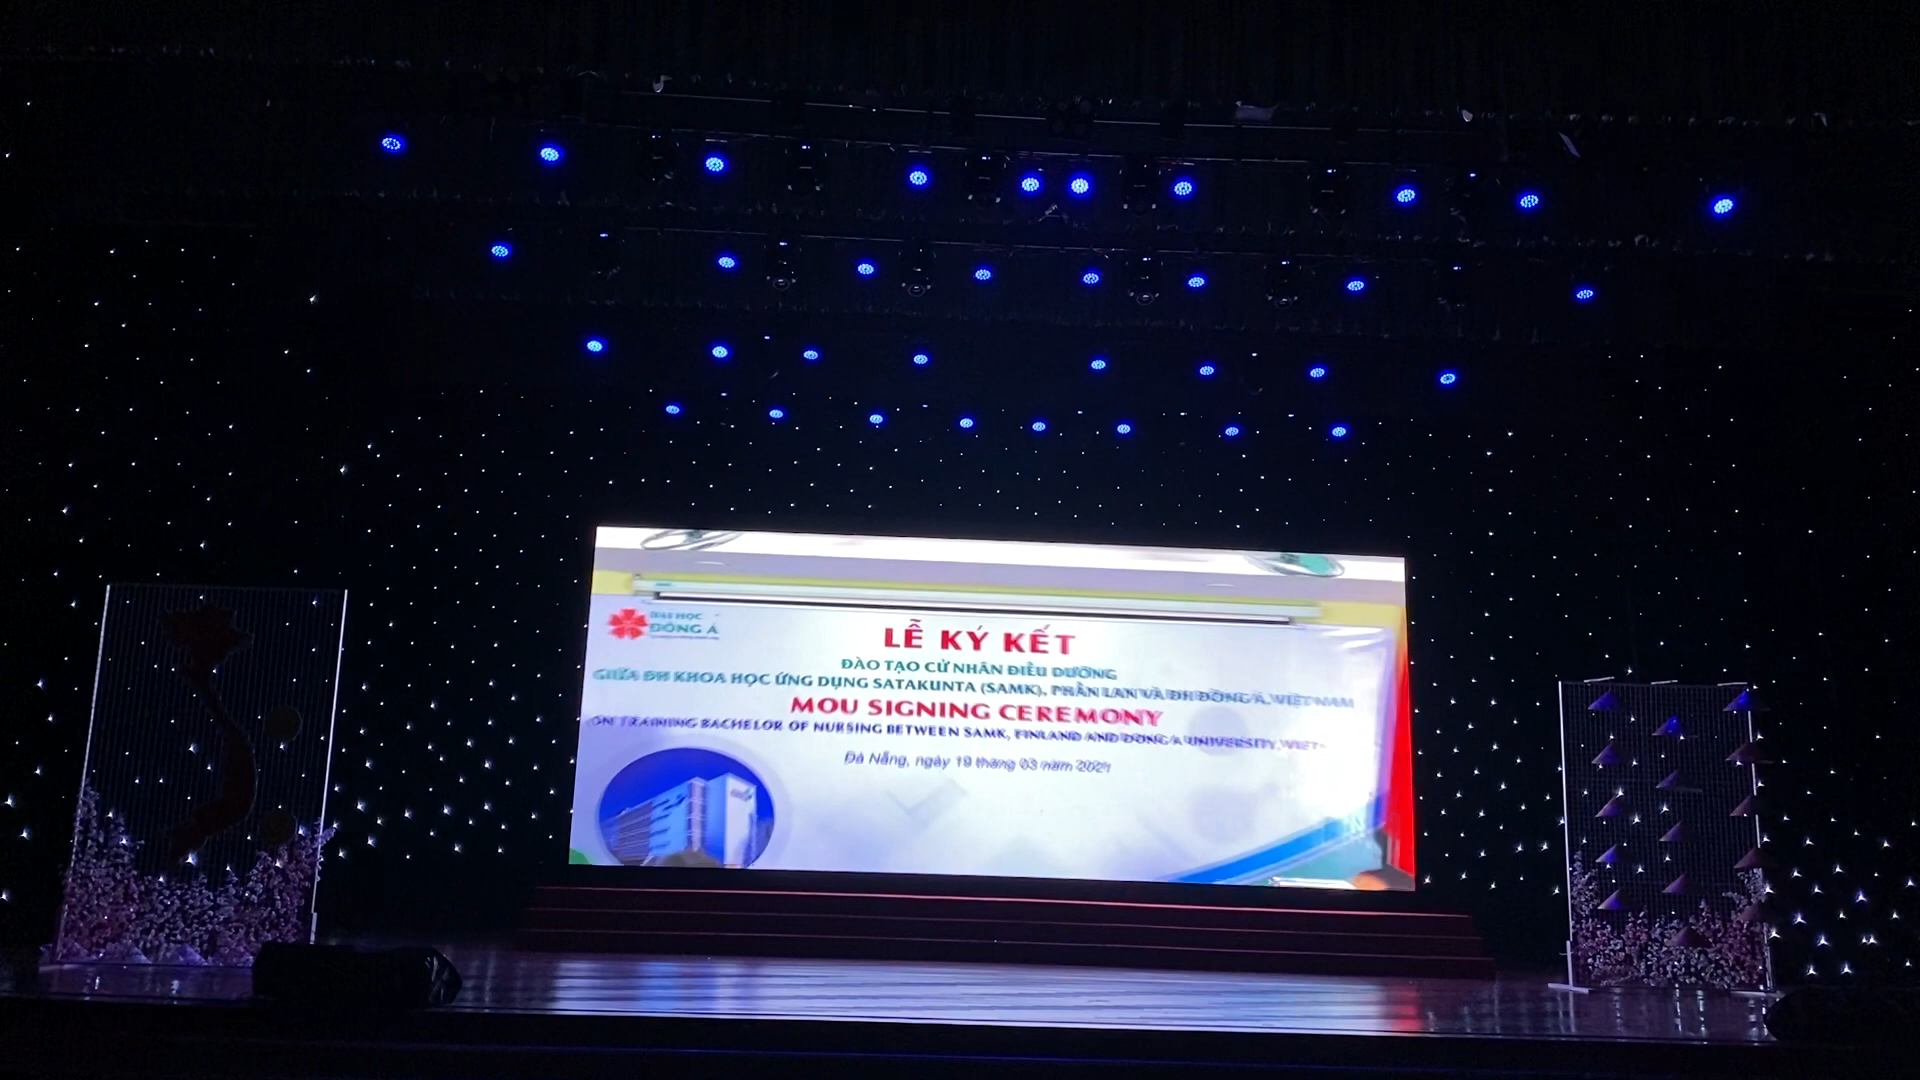 ĐẠI HỌC
ĐÔNG Á
LỄ KÝ KẾT
ĐÀO TẠO CỬ NHÂN ĐIỀU DƯỠNG
GIỮA ĐH KHOA HỌC ỨNG DỤNG SATAKUNTA (SAMK), PHẦN LAN VÀ ĐH ĐÔNG Á, VIỆT NAM
MOU SIGNING CEREMONY
ON TRAINING BACHELOR OF NURSING BETWEEN SAMK, FINLAND AND DONG A UNIVERSITY, VIET
Đà Nẵng, ngày 19 tháng 03 năm 2021